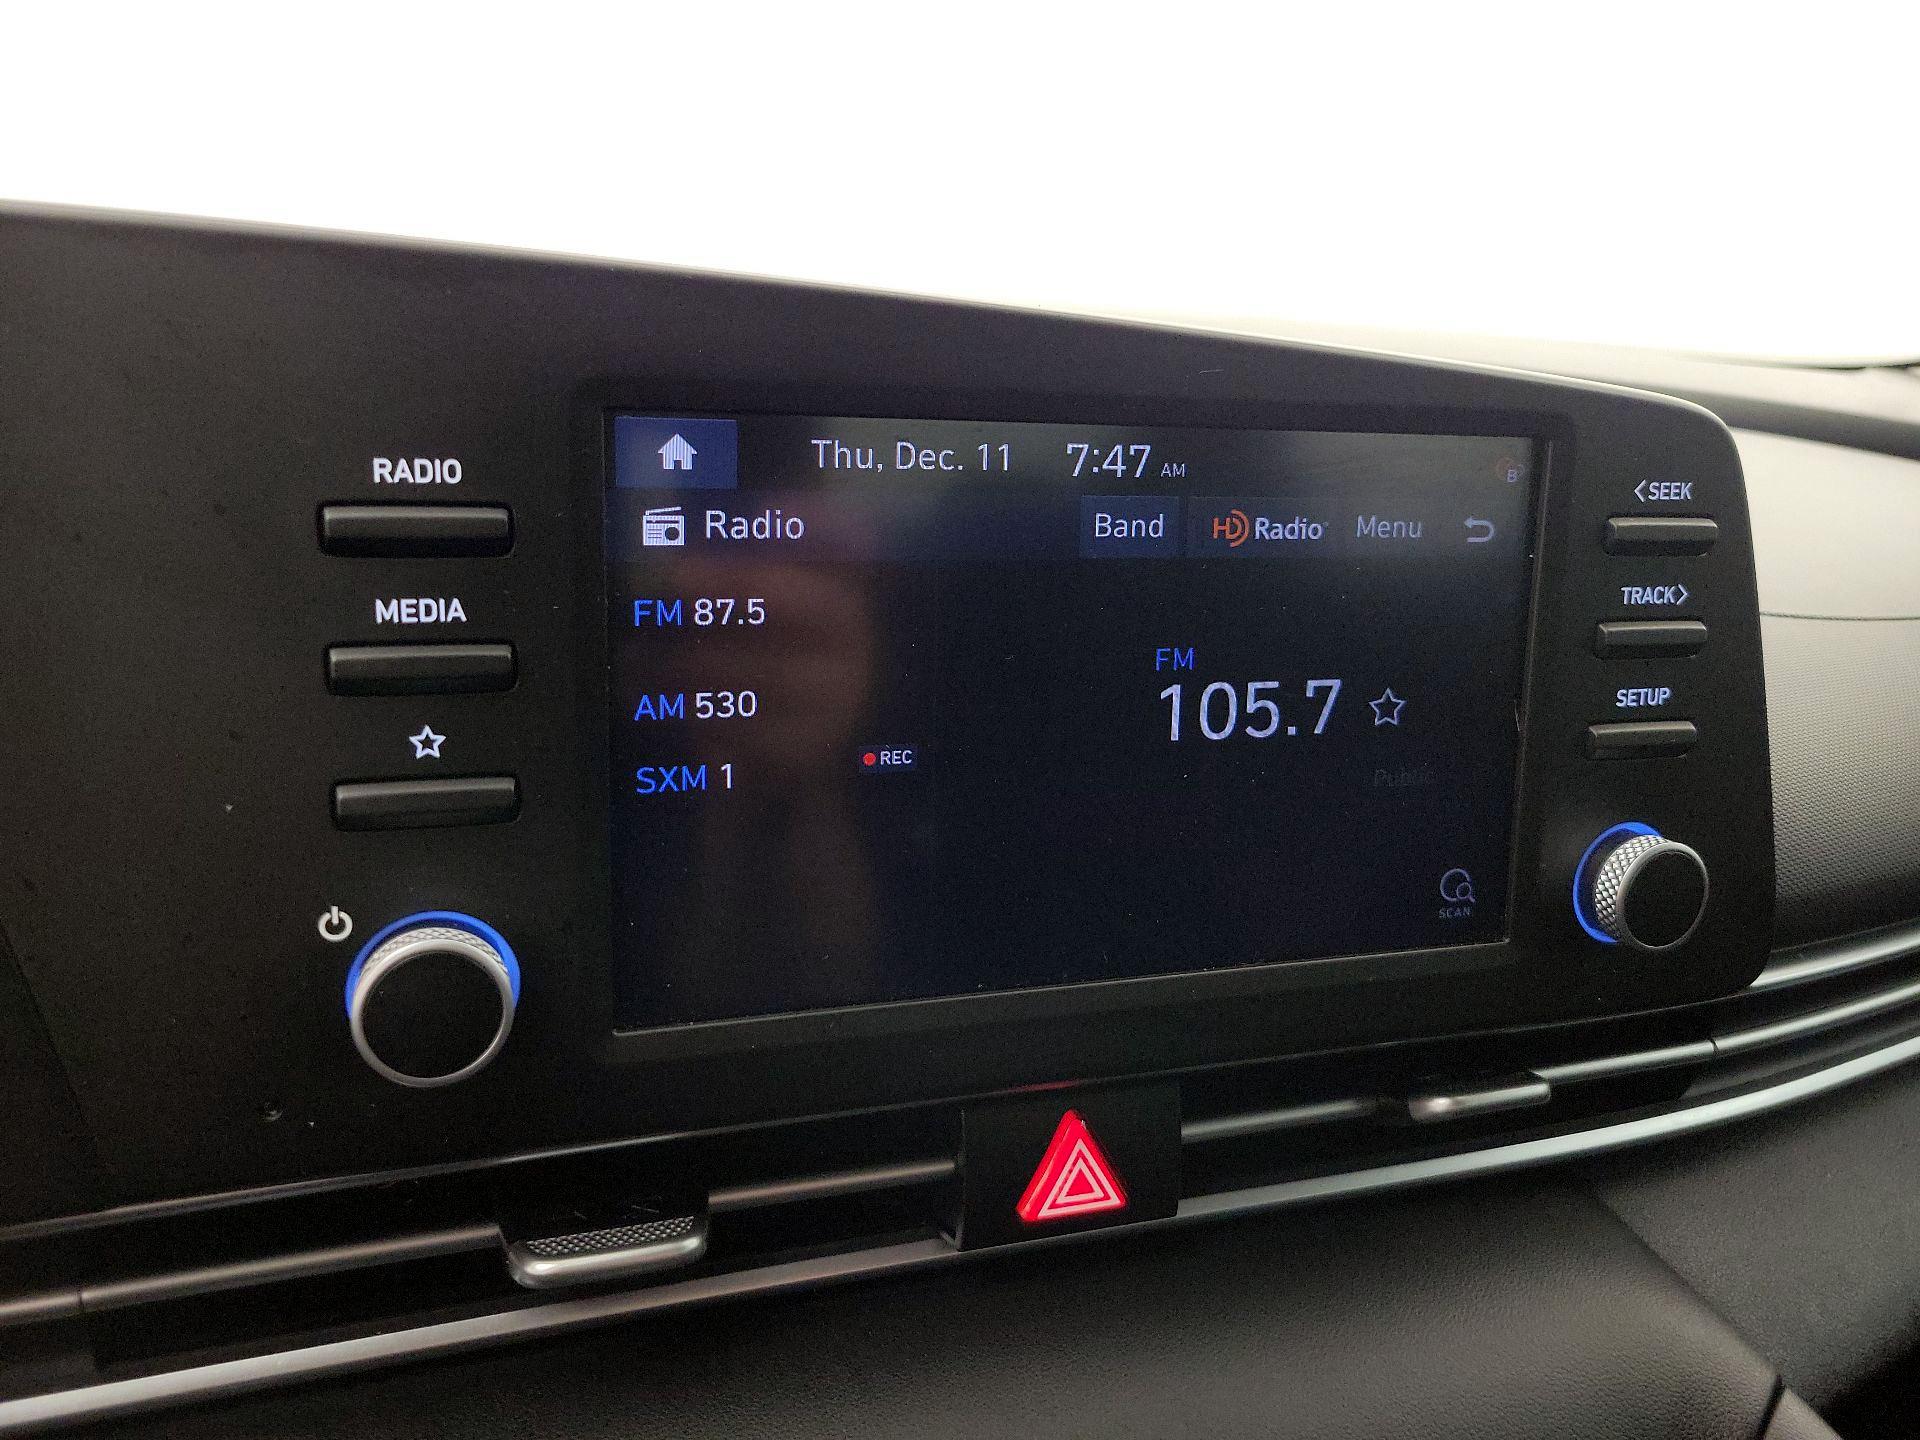 RADIO
MEDIA
Thu, Dec. 11 7:47 AM
B
Radio Band HD Radio Menu
FM 87.5
AM 530
SXM 1
REC
FM
105.7
Public
SCAN
<SEEK
TRACK>
SETUP